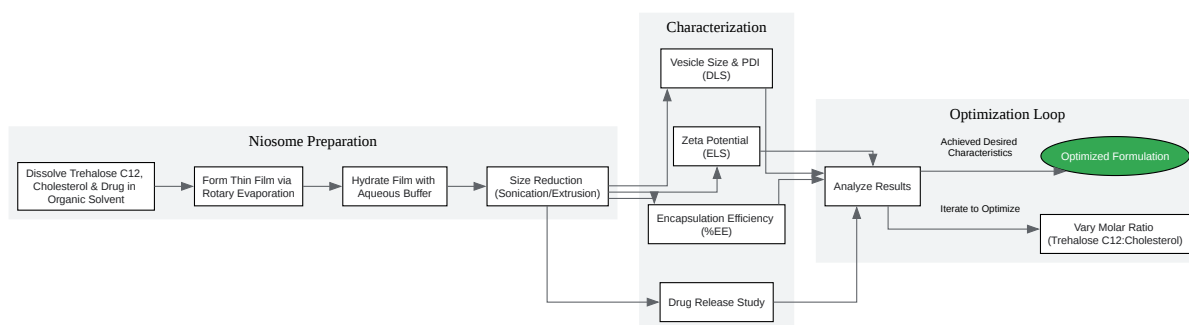 Niosome Preparation
Dissolve Trehalose C12,
Cholesterol & Drug in
Organic Solvent
Form Thin Film via
Rotary Evaporation
Hydrate Film with
Aqueous Buffer
Size Reduction
(Sonication/Extrusion)
Characterization
Vesicle Size & PDI
(DLS)
Zeta Potential
(ELS)
Encapsulation Efficiency
(%EE)
Drug Release Study
Optimization Loop
Analyze Results
Achieved Desired
Characteristics
Optimized Formulation
Iterate to Optimize
Vary Molar Ratio
(Trehalose C12:Cholesterol)